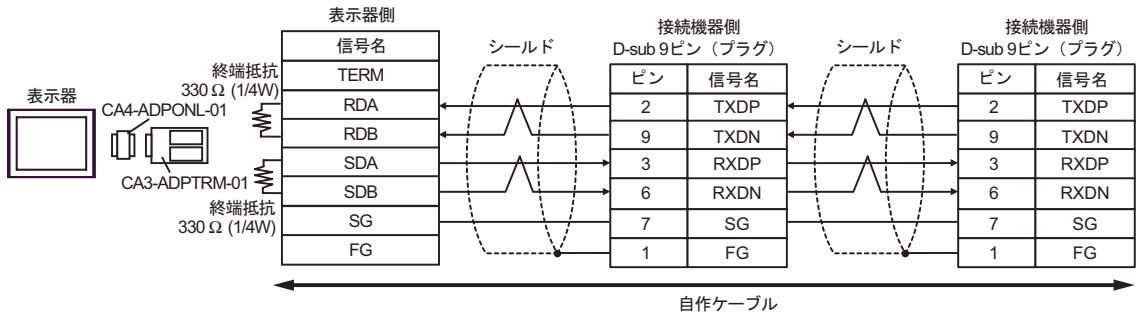 表示器
CA4-ADPONL-01
CA3-ADPTRM-01
終端抵抗
330 Ω (1/4W)
終端抵抗
330 Ω (1/4W)
表示器側
信号名
TERM
RDA
RDB
SDA
SDB
SG
FG
シールド
接続機器側
D-sub 9ピン（プラグ）
ピン 信号名
2 TXDP
9 TXDN
3 RXDP
6 RXDN
7 SG
1 FG
シールド
接続機器側
D-sub 9ピン（プラグ）
ピン 信号名
2 TXDP
9 TXDN
3 RXDP
6 RXDN
7 SG
1 FG
自作ケーブル